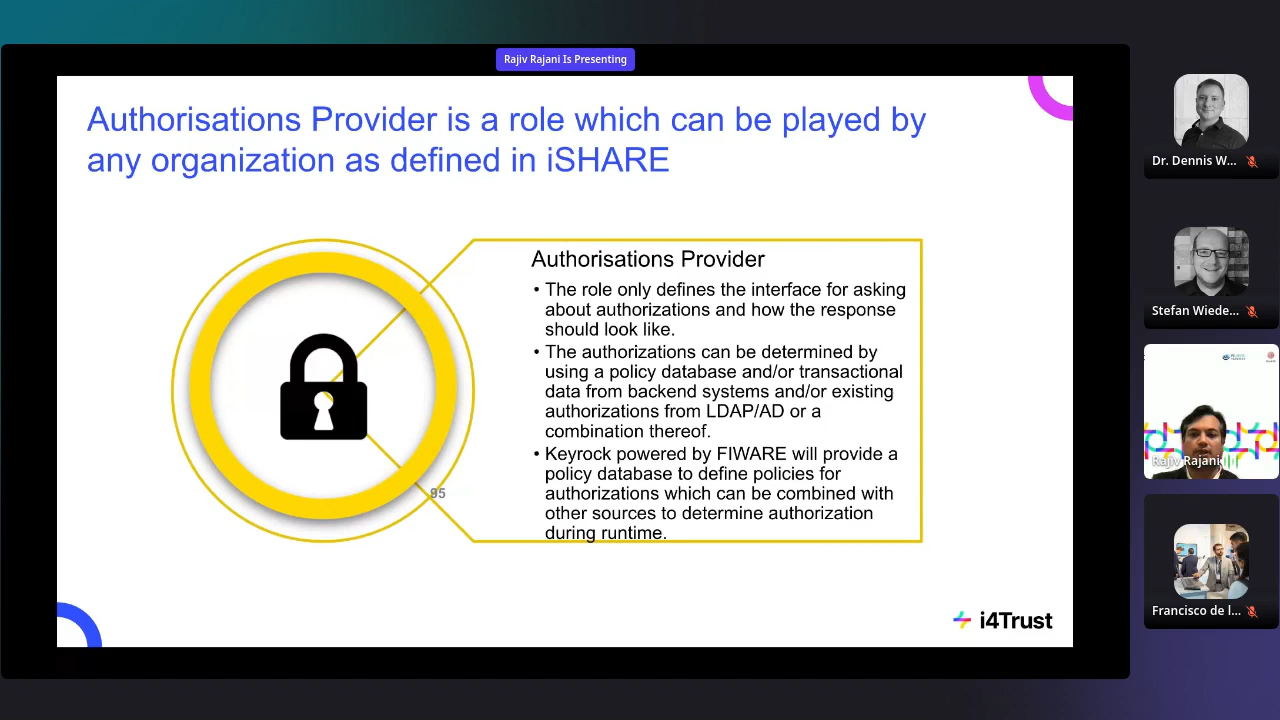 Rajiv Rajani Is Presenting
Authorisations Provider is a role which can be played by
any organization as defined in iSHARE
Authorisations Provider
• The role only defines the interface for asking
about authorizations and how the response
should look like.
• The authorizations can be determined by
using a policy database and/or transactional
data from backend systems and/or existing
authorizations from LDAP/AD or a
combination thereof.
• Keyrock powered by FIWARE will provide a
policy database to define policies for
authorizations which can be combined with
other sources to determine authorization
during runtime.
95
i4Trust
Dr. Dennis W...
Stefan Wiede...
Rajiv Rajani
Francisco de l...